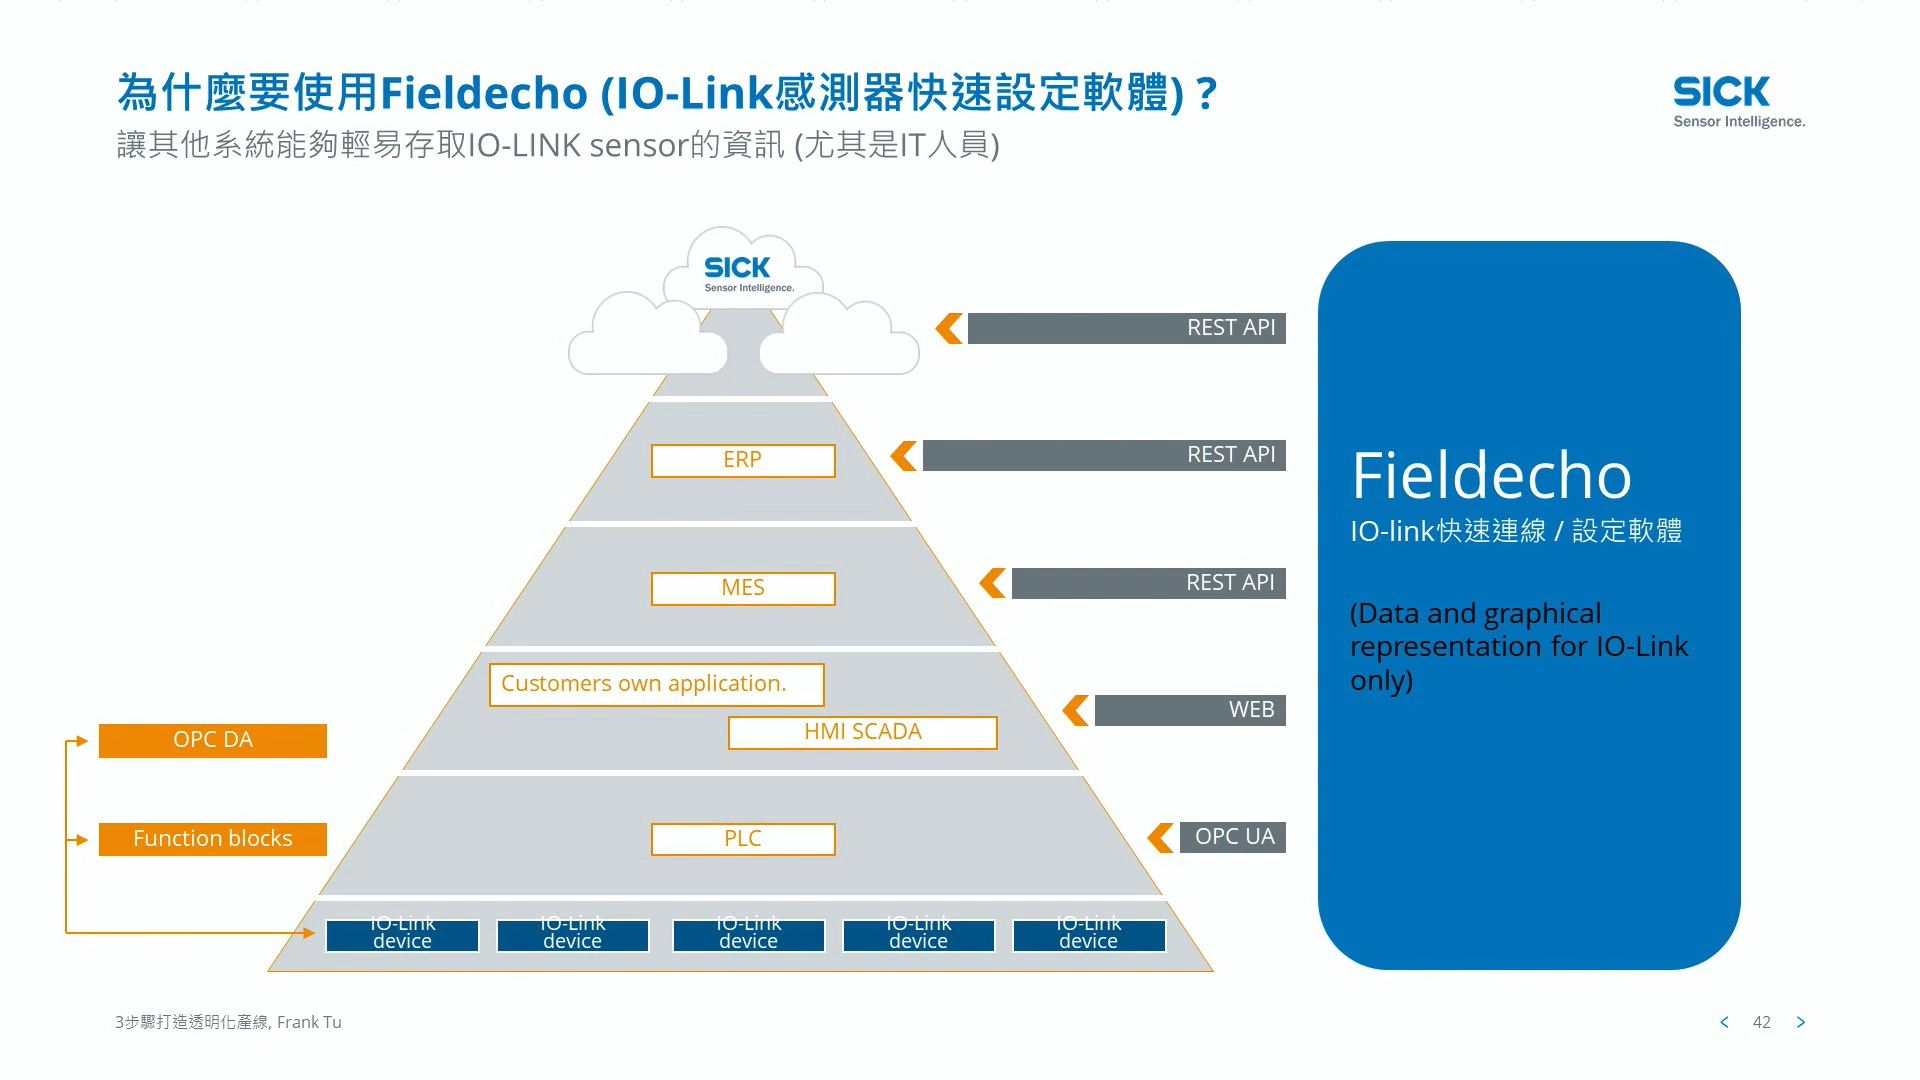 為什麼要使用Fieldecho (IO-Link感測器快速設定軟體) ?
讓其他系統能夠輕易存取IO-LINK sensor的資訊 (尤其是IT人員)
SICK
Sensor Intelligence.
SICK
Sensor Intelligence.
REST API
ERP
REST API
MES
REST API
Customers own application.
HMI SCADA
WEB
OPC DA
Function blocks
PLC
OPC UA
IO-Link
device
IO-Link
device
IO-Link
device
IO-Link
device
IO-Link
device
Fieldecho
IO-link快速連線 / 設定軟體
(Data and graphical
representation for IO-Link
only)
3步驟打造透明化產線, Frank Tu
< 42 >